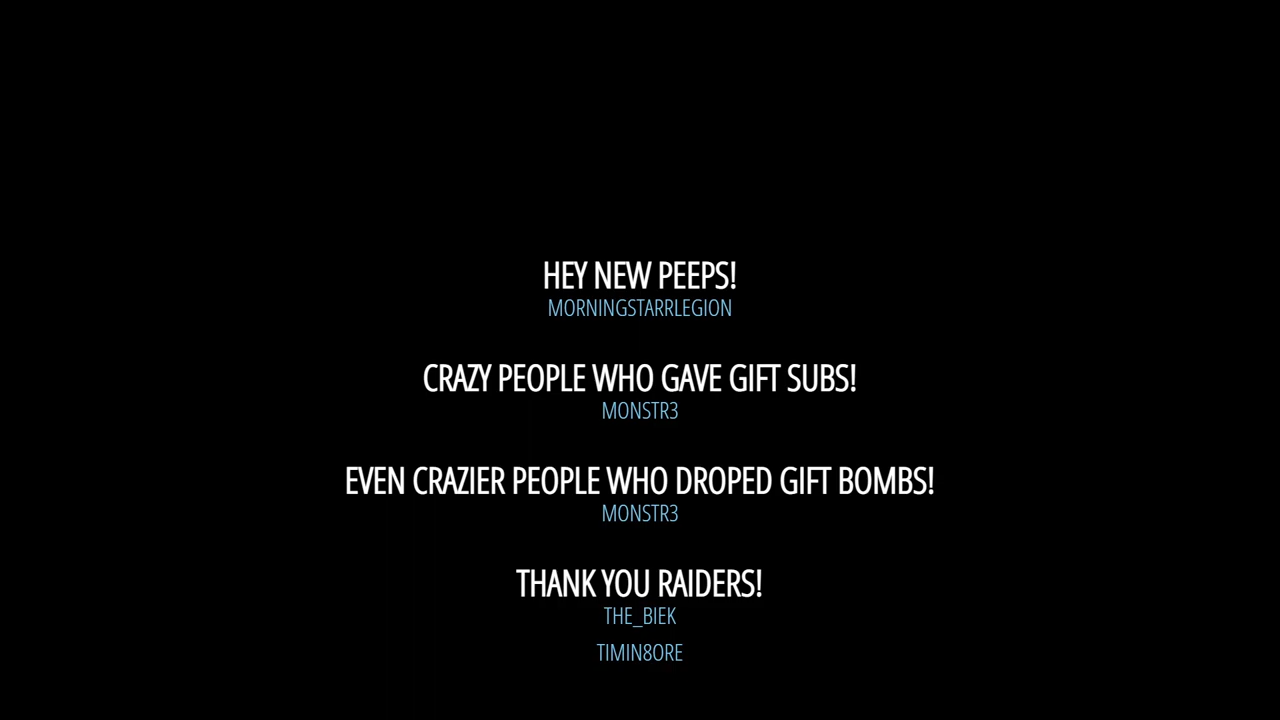 HEY NEW PEEPS!
MORNINGSTARRLEGION
CRAZY PEOPLE WHO GAVE GIFT SUBS!
MONSTR3
EVEN CRAZIER PEOPLE WHO DROPED GIFT BOMBS!
MONSTR3
THANK YOU RAIDERS!
THE_BIEK
TIMIN8ORE